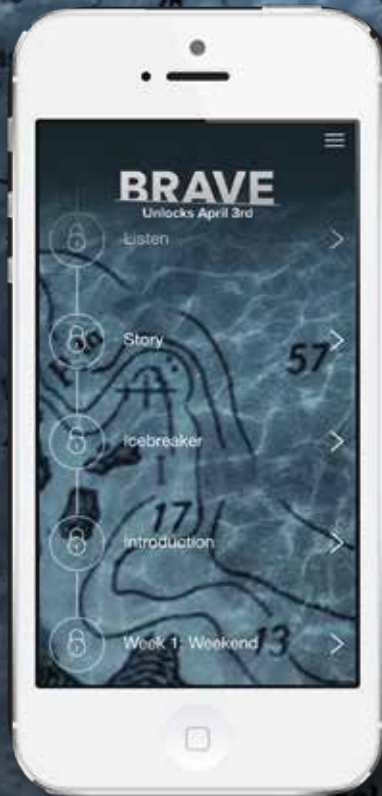 BRAVE
Unlocks April 3rd
Listen
Story
57
Icebreaker
17
Introduction
Week 1: Weekend
13